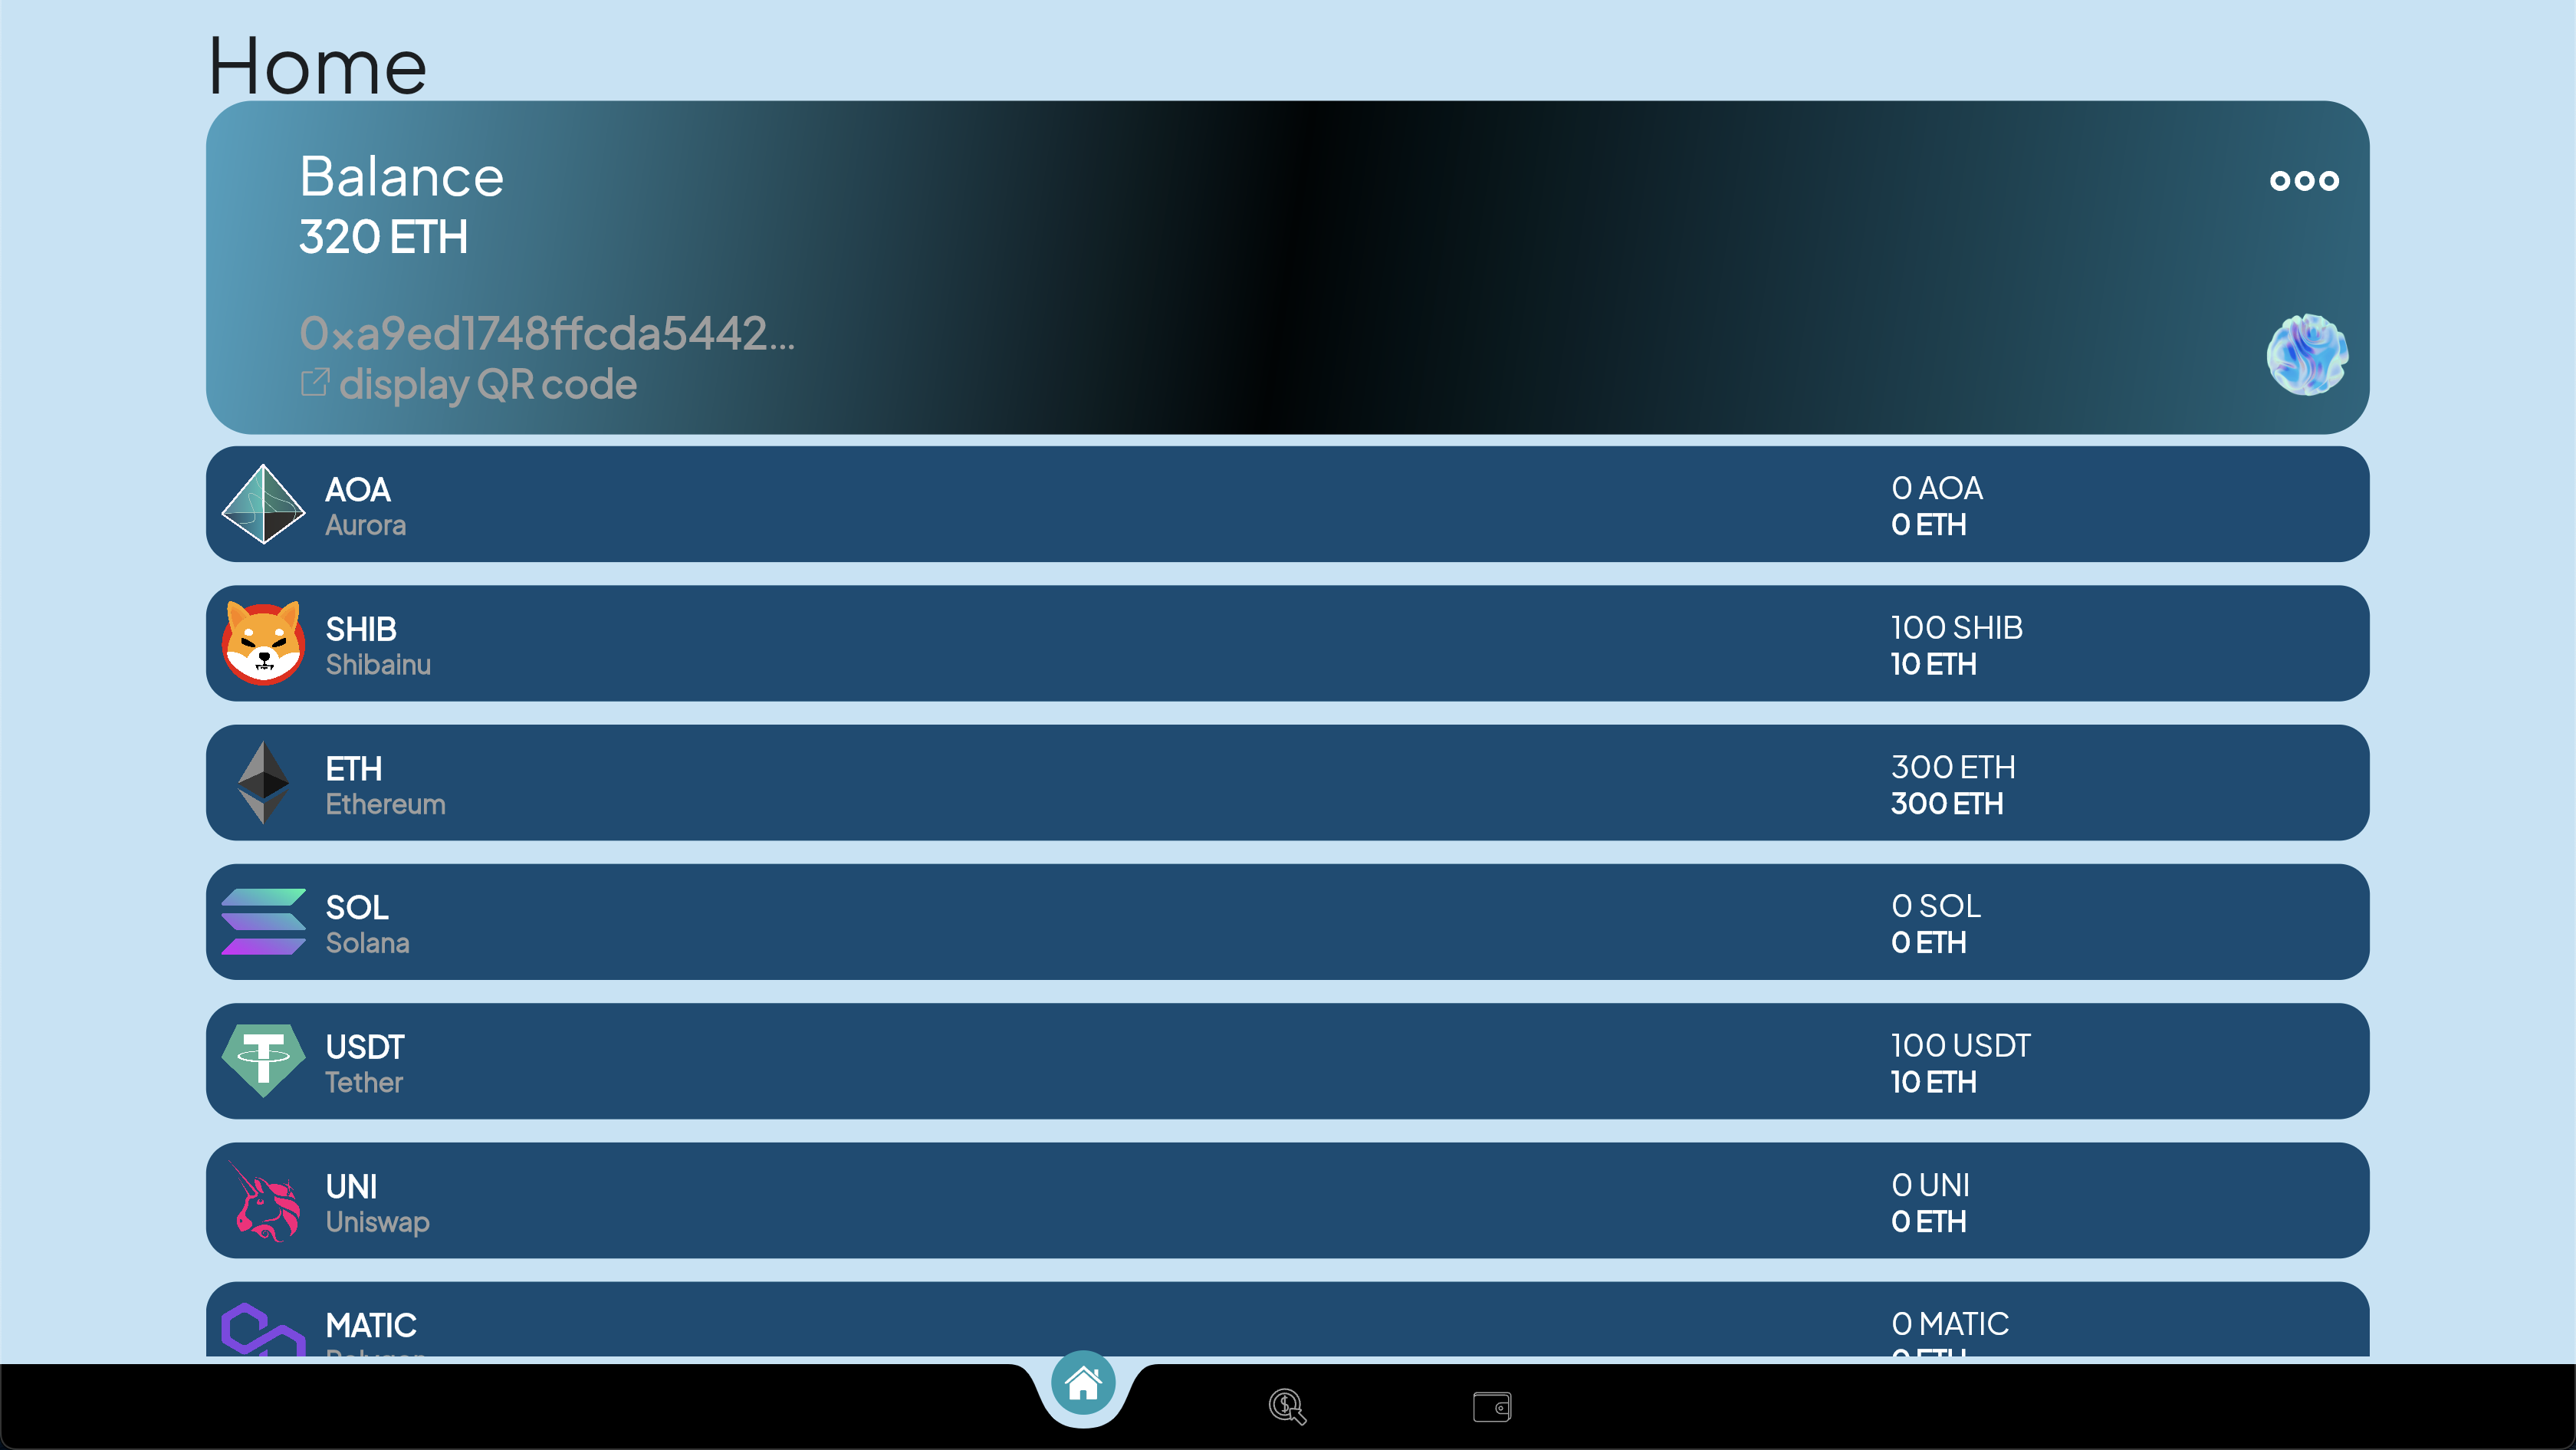 Home
Balance
320 ETH
0xa9ed1748ffcda5442...
display QR code
AOA
Aurora
0 AOA
0 ETH
SHIB
Shibainu
100 SHIB
10 ETH
ETH
Ethereum
300 ETH
300 ETH
SOL
Solana
0 SOL
0 ETH
USDT
Tether
100 USDT
10 ETH
UNI
Uniswap
0 UNI
0 ETH
MATIC
0 MATIC